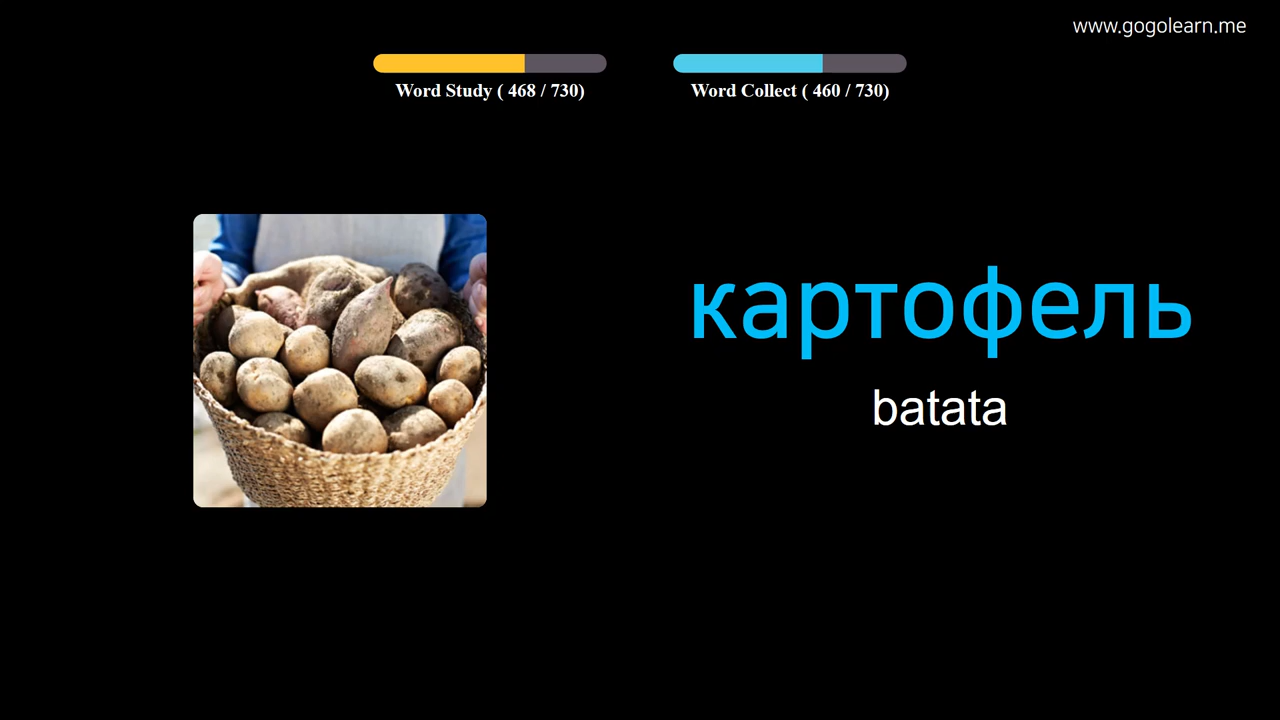 www.gogolearn.me
Word Study ( 468 / 730)
Word Collect ( 460 / 730)
картофель
batata